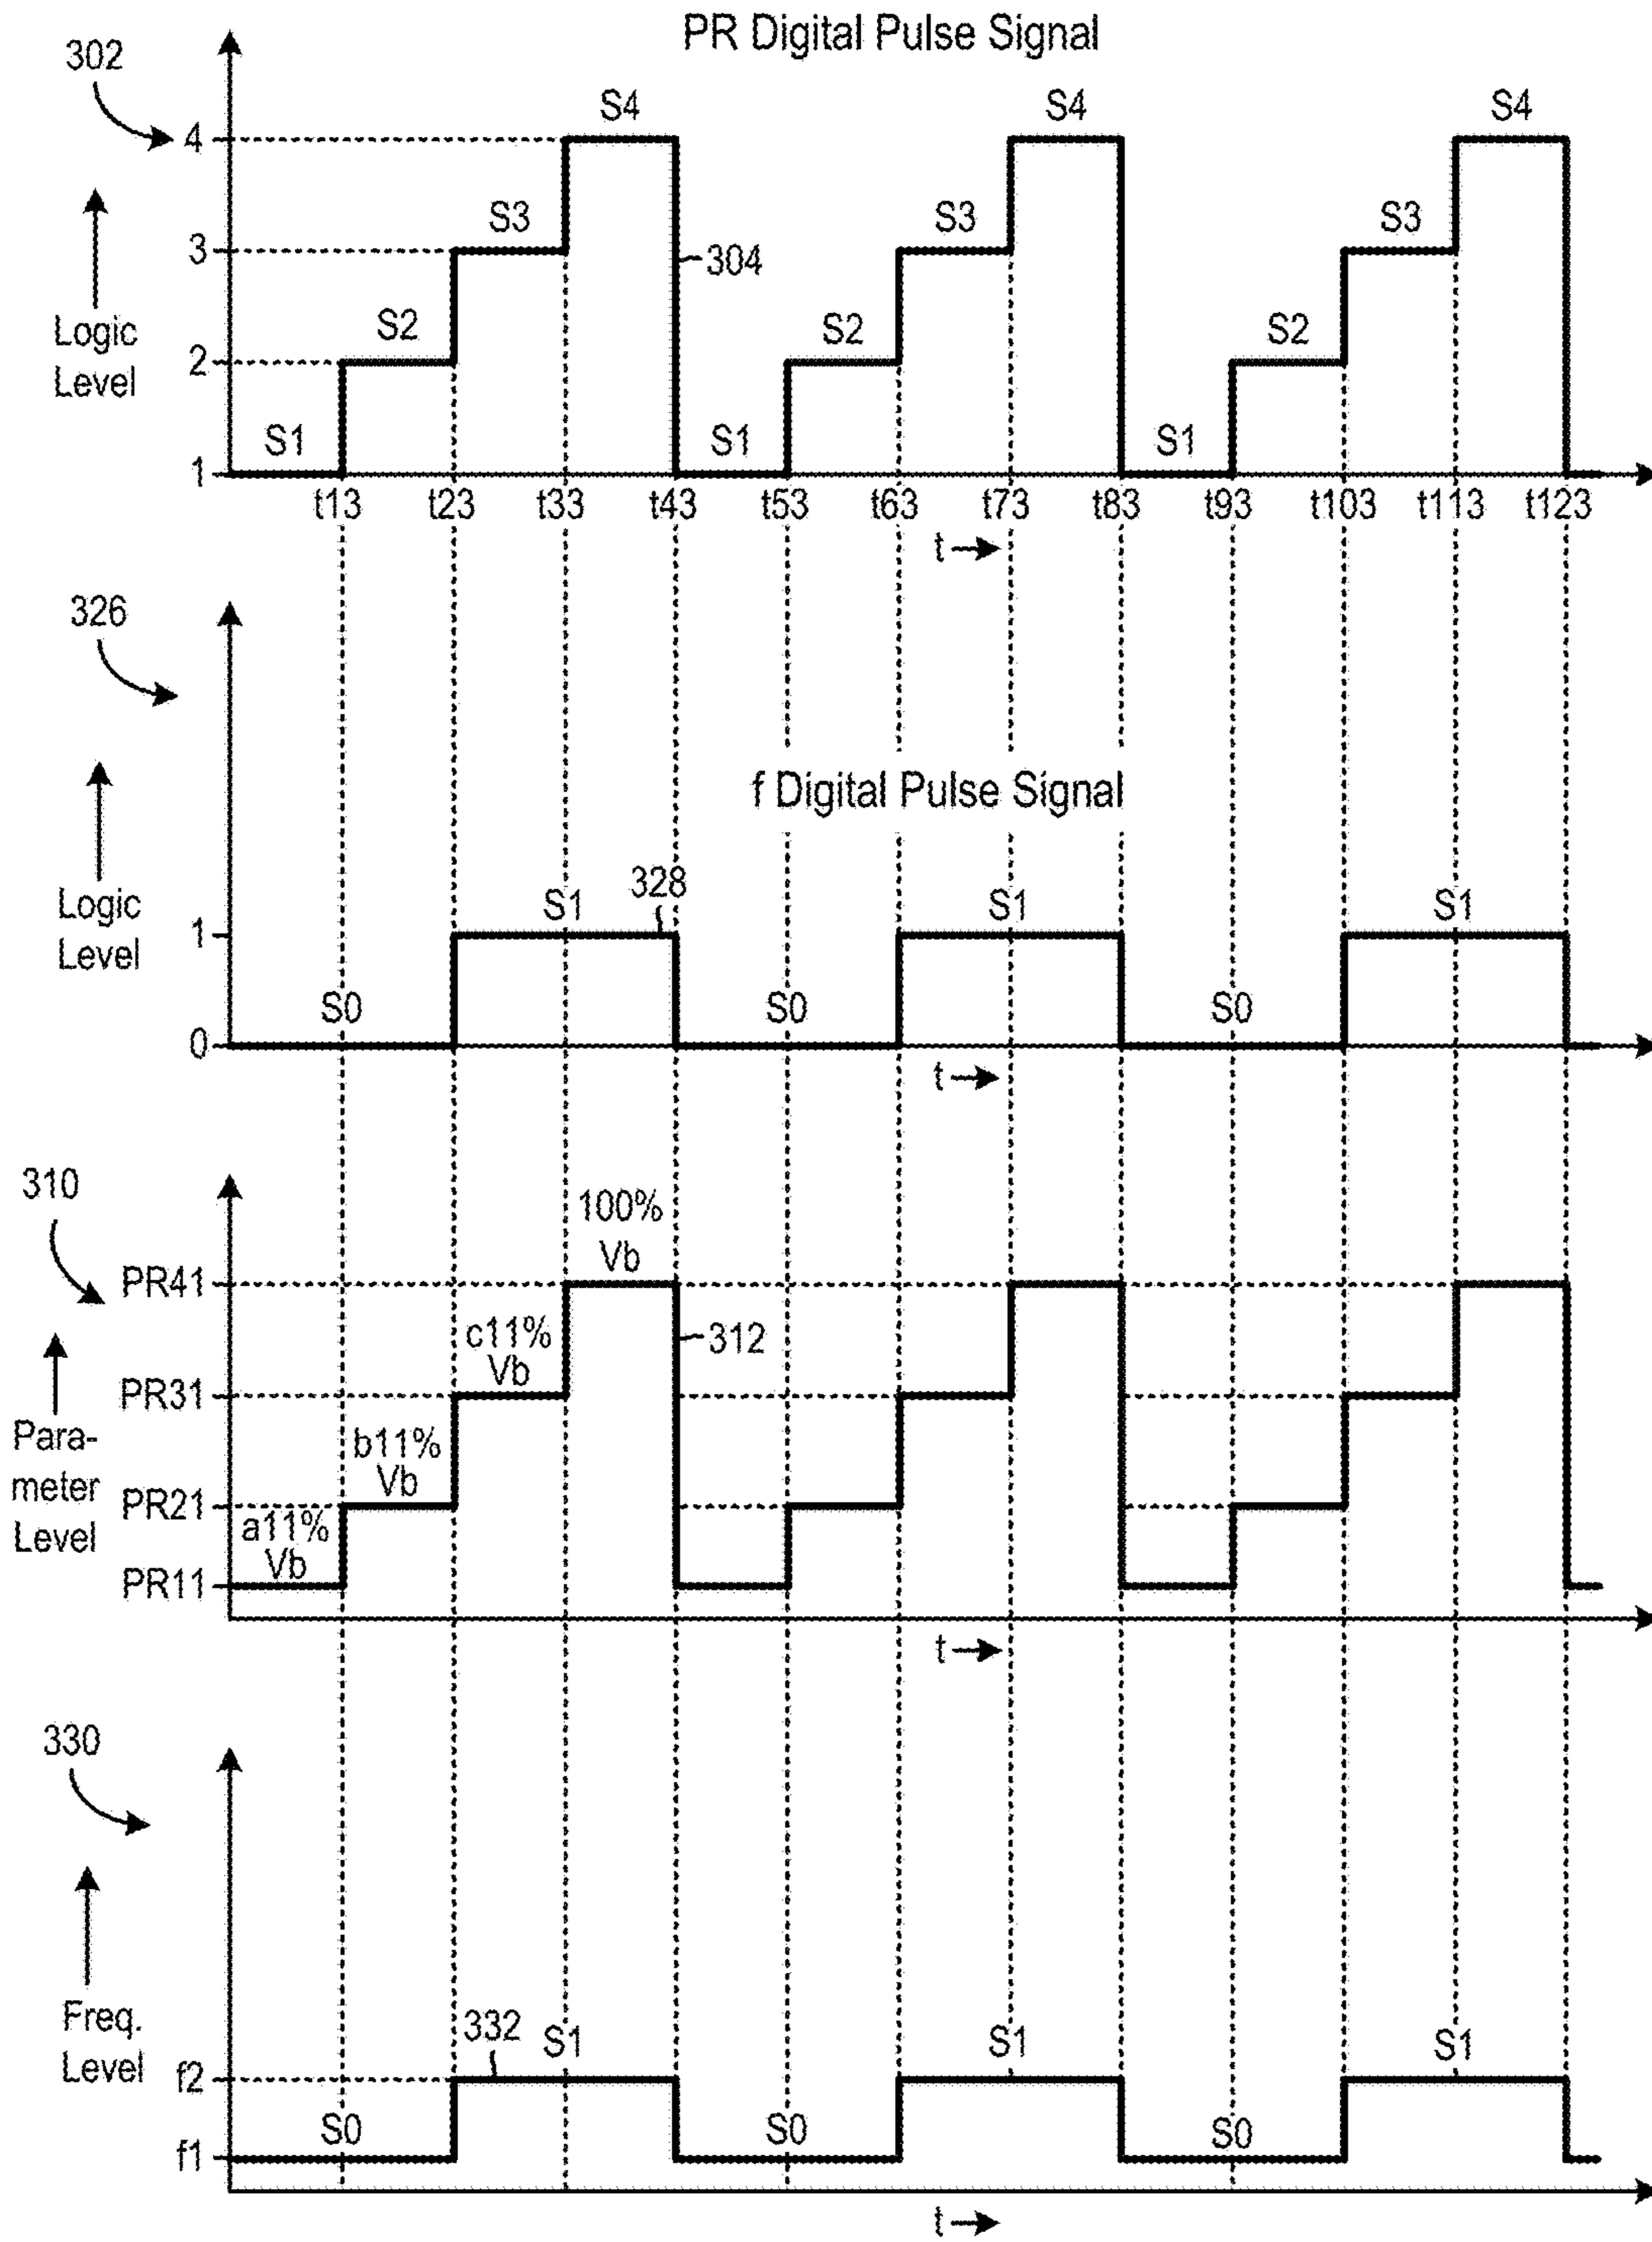 PR Digital Pulse Signal
302
S4 S4 S4
4
S3 S3 S3
3
304
Logic
Level
S2 S2 S2
2
S1 S1 S1
1
t13 t23 t33 t43 t53 t63 t73 t83 t93 t103 t113 t123
t
326
f Digital Pulse Signal
Logic
Level
328
S1 S1 S1
1
S0 S0 S0
0
t
310
100%
Vb
PR41
c11%
Vb
312
PR31
Para-
meter
Level
b11%
Vb
PR21
a11%
Vb
PR11
t
330
Freq.
Level
332
S1 S1 S1
f2
S0 S0 S0
f1
t